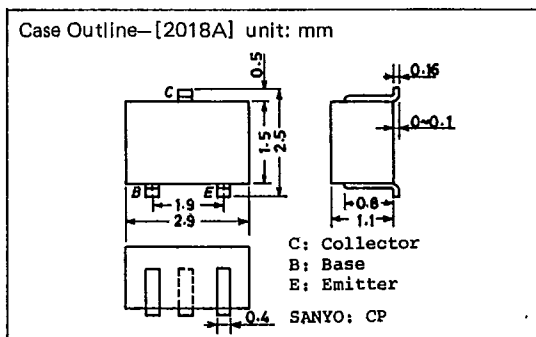 Case Outline—[2018A] unit: mm
C
0.5
0.16
1.5
2.5
0~0.1
B
E
1.9
2.9
0.8
1.1
C: Collector
B: Base
E: Emitter
0.4
SANYO: CP